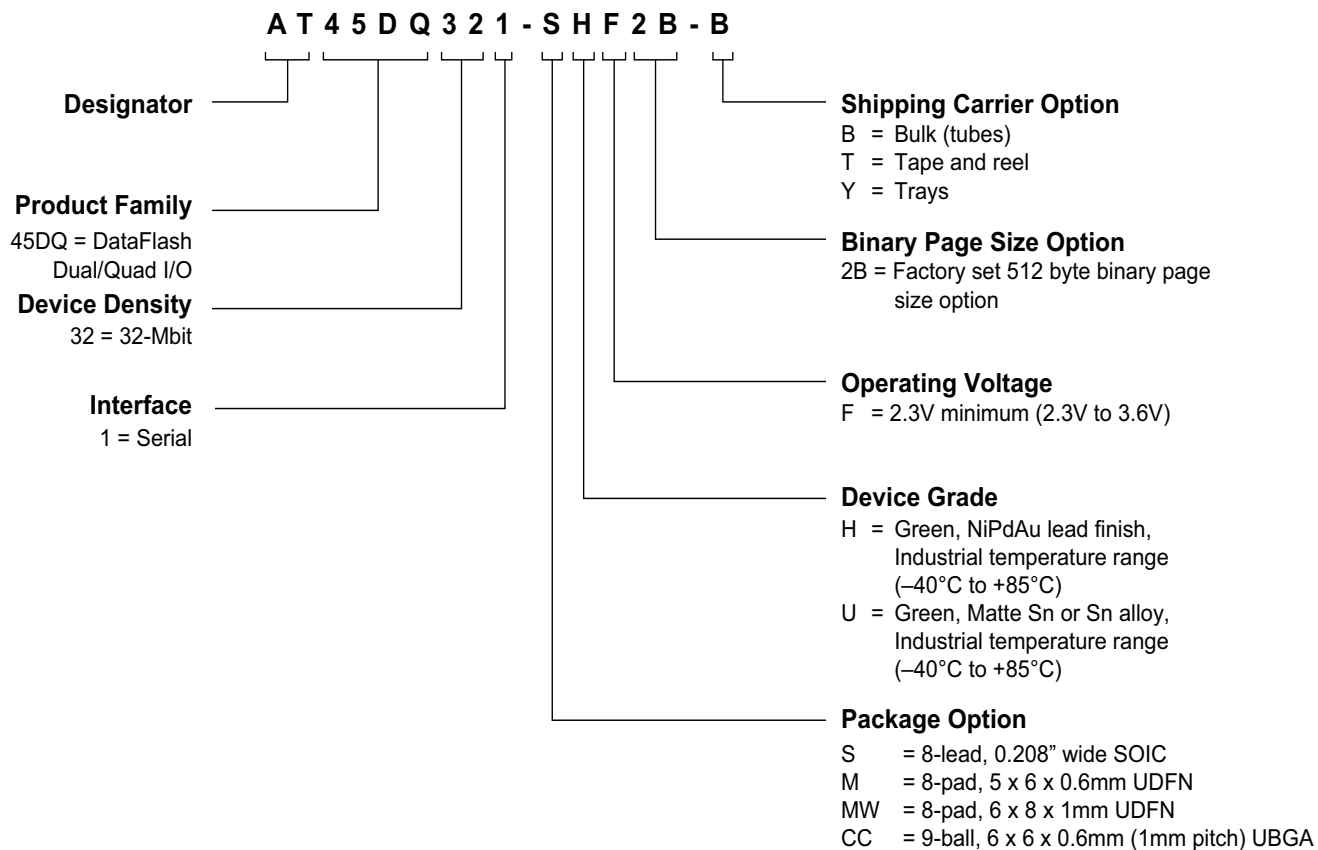 A T 4 5 D Q 3 2 1 - S H F 2 B - B
Designator
Product Family
45DQ = DataFlash
Dual/Quad I/O
Device Density
32 = 32-Mbit
Interface
1 = Serial
Shipping Carrier Option
B = Bulk (tubes)
T = Tape and reel
Y = Trays
Binary Page Size Option
2B = Factory set 512 byte binary page
size option
Operating Voltage
F = 2.3V minimum (2.3V to 3.6V)
Device Grade
H = Green, NiPdAu lead finish,
Industrial temperature range
(–40°C to +85°C)
U = Green, Matte Sn or Sn alloy,
Industrial temperature range
(–40°C to +85°C)
Package Option
S = 8-lead, 0.208” wide SOIC
M = 8-pad, 5 x 6 x 0.6mm UDFN
MW = 8-pad, 6 x 8 x 1mm UDFN
CC = 9-ball, 6 x 6 x 0.6mm (1mm pitch) UBGA